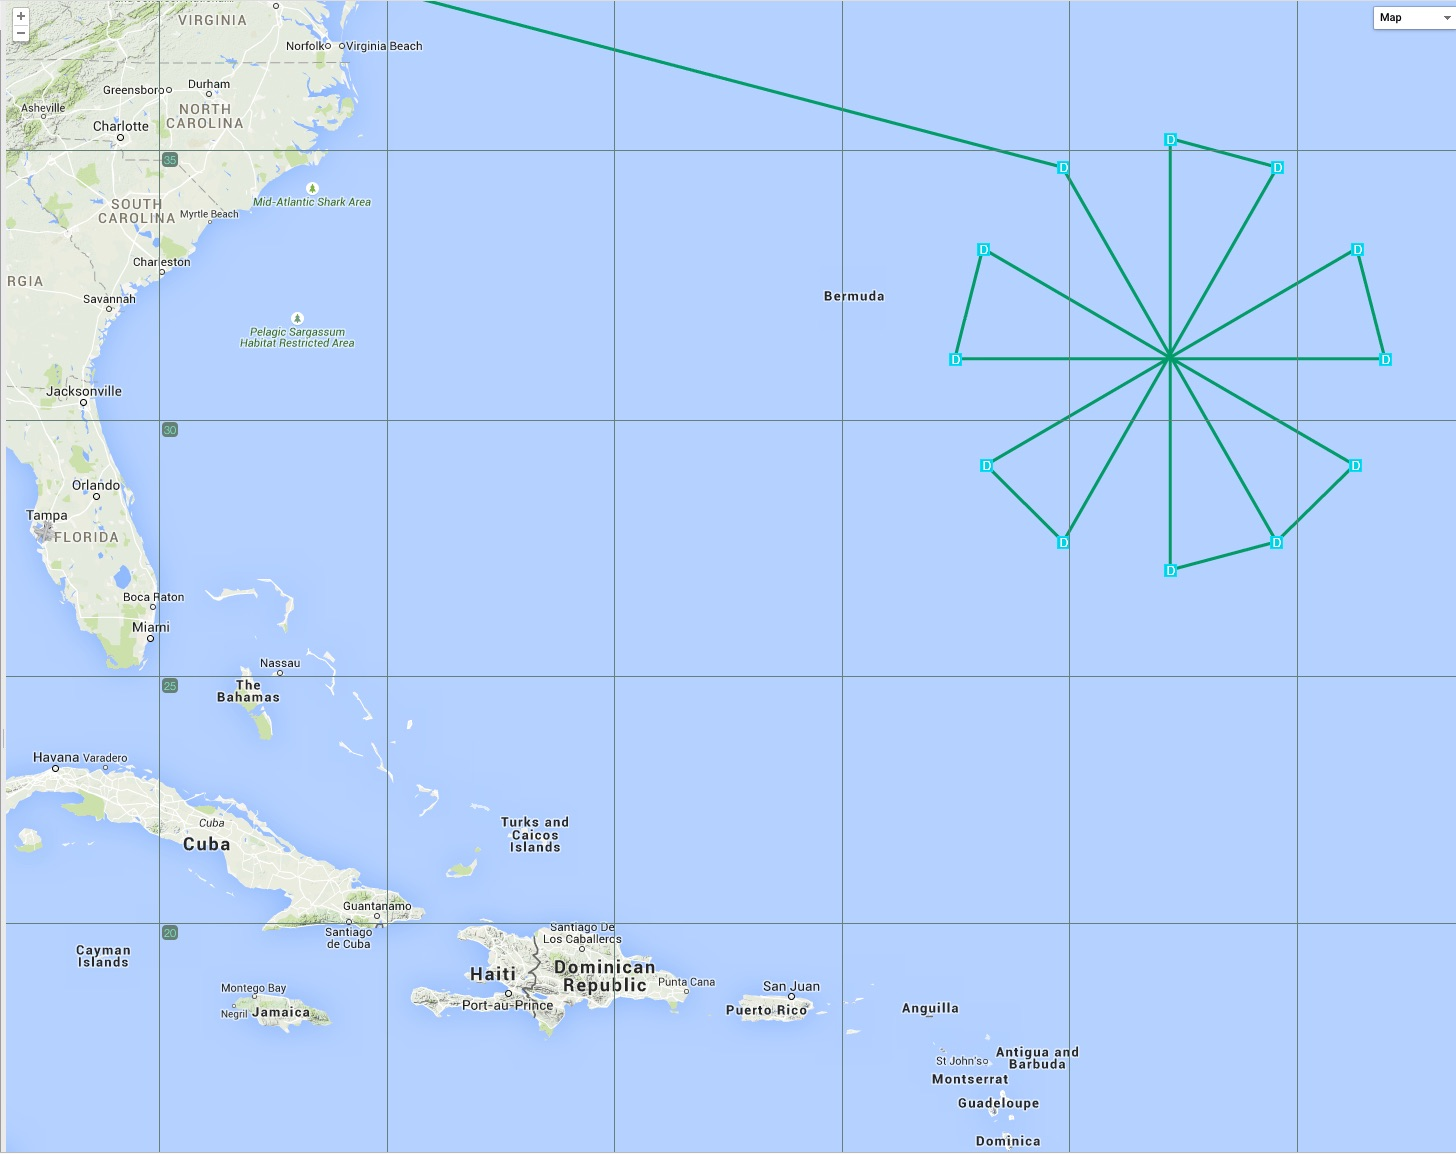 +
−
VIRGINIA
Map
Norfolk
Virginia Beach
Greensboro
Durham
Asheville
NORTH
CAROLINA
Charlotte
D
D
D
35
SOUTH
CAROLINA
Mid-Atlantic Shark Area
Myrtle Beach
D
D
Charleston
RGIA
Savannah
Bermuda
Pelagic Sargassum
Habitat Restricted Area
D
D
Jacksonville
30
D
D
Orlando
Tampa
FLORIDA
D
D
D
Boca Raton
Miami
Nassau
25
The
Bahamas
Havana
Varadero
Cuba
Cuba
Turks and
Caicos
Islands
Guantanamo
20
Santiago
de Cuba
Santiago De
Los Caballeros
Cayman
Islands
Haiti
Dominican
Republic
Punta Cana
Montego Bay
Negril
Jamaica
Port-au-Prince
San Juan
Puerto Rico
Anguilla
St John's
Antigua and
Barbuda
Montserrat
Guadeloupe
Dominica